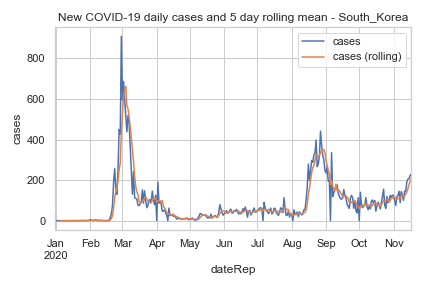 New COVID-19 daily cases and 5 day rolling mean - South_Korea
cases
cases (rolling)
800
600
400
200
0
cases
Jan Feb Mar Apr May Jun Jul Aug Sep Oct Nov
2020
dateRep